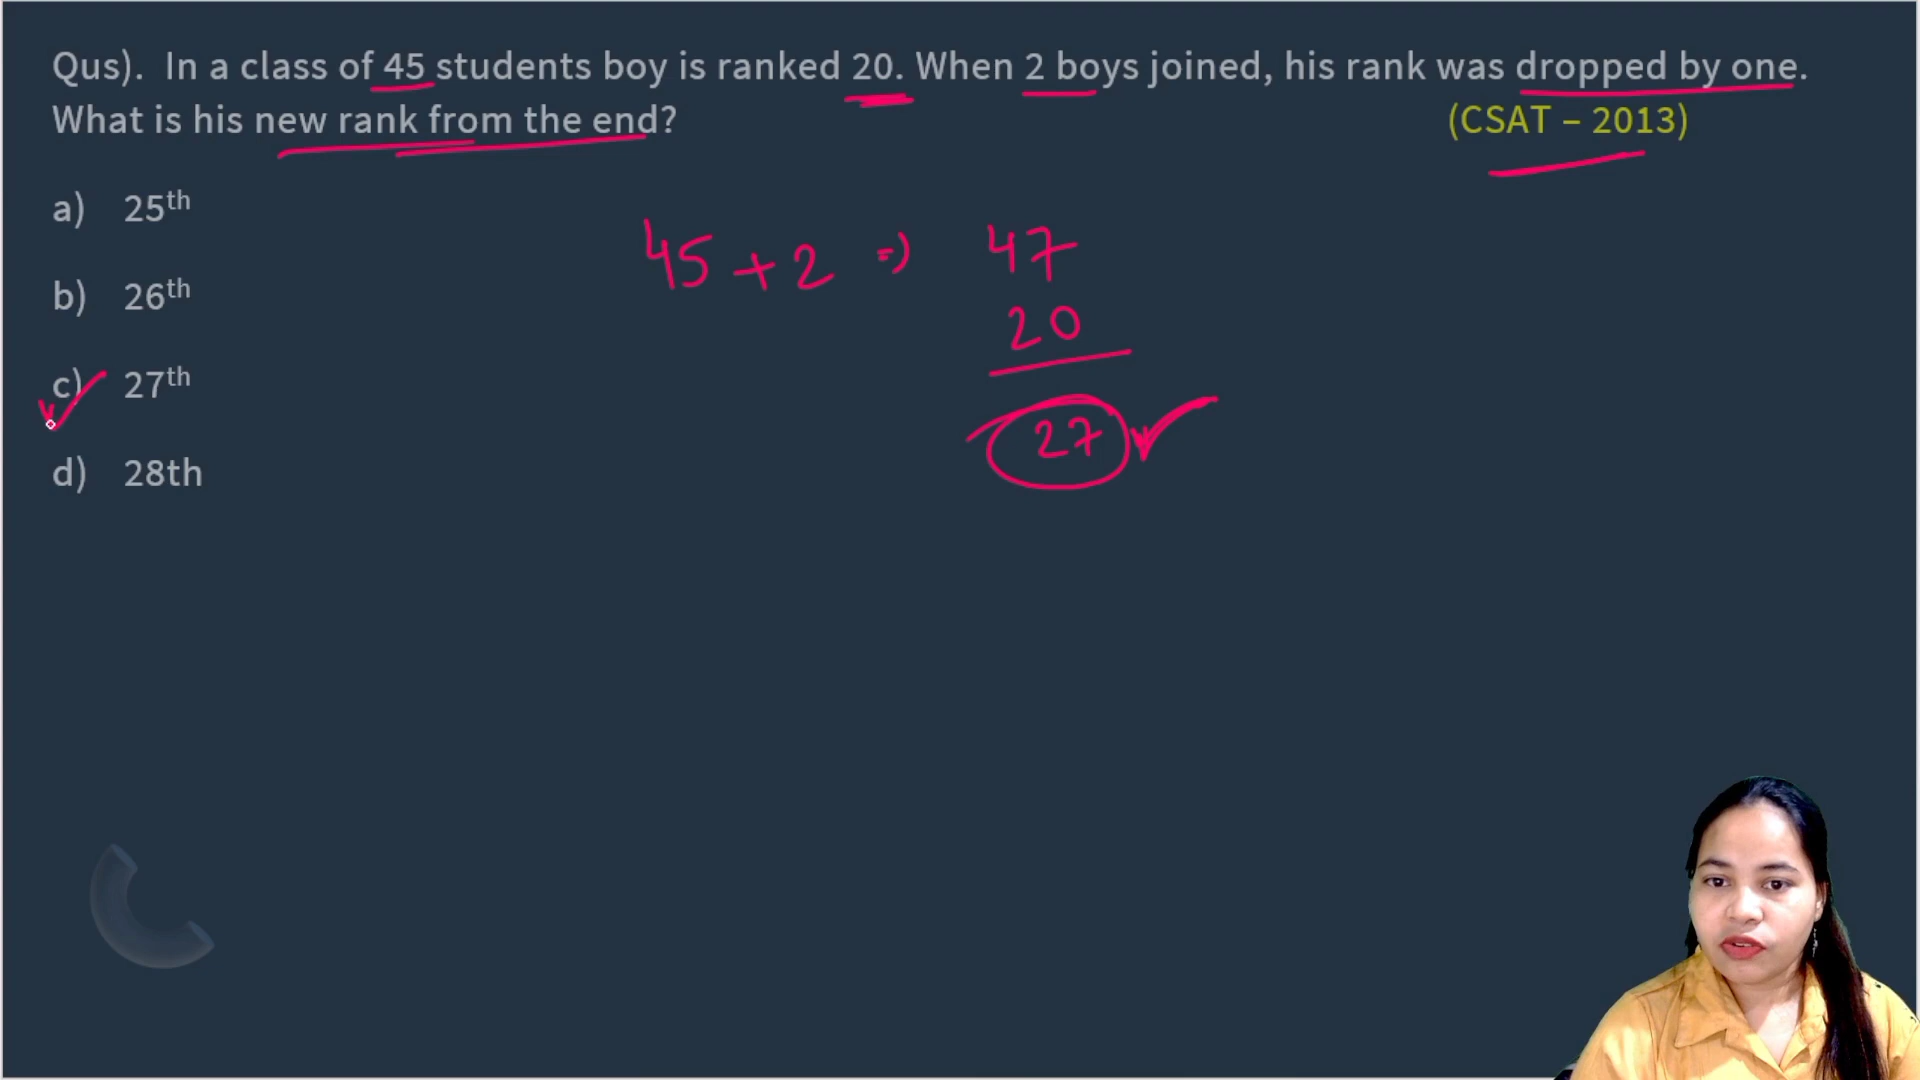 Qus). In a class of 45 students boy is ranked 20. When 2 boys joined, his rank was dropped by one.
What is his new rank from the end? (CSAT – 2013)
a) 25th
b) 26th
c) 27th
d) 28th
45 + 2 => 47
20
27